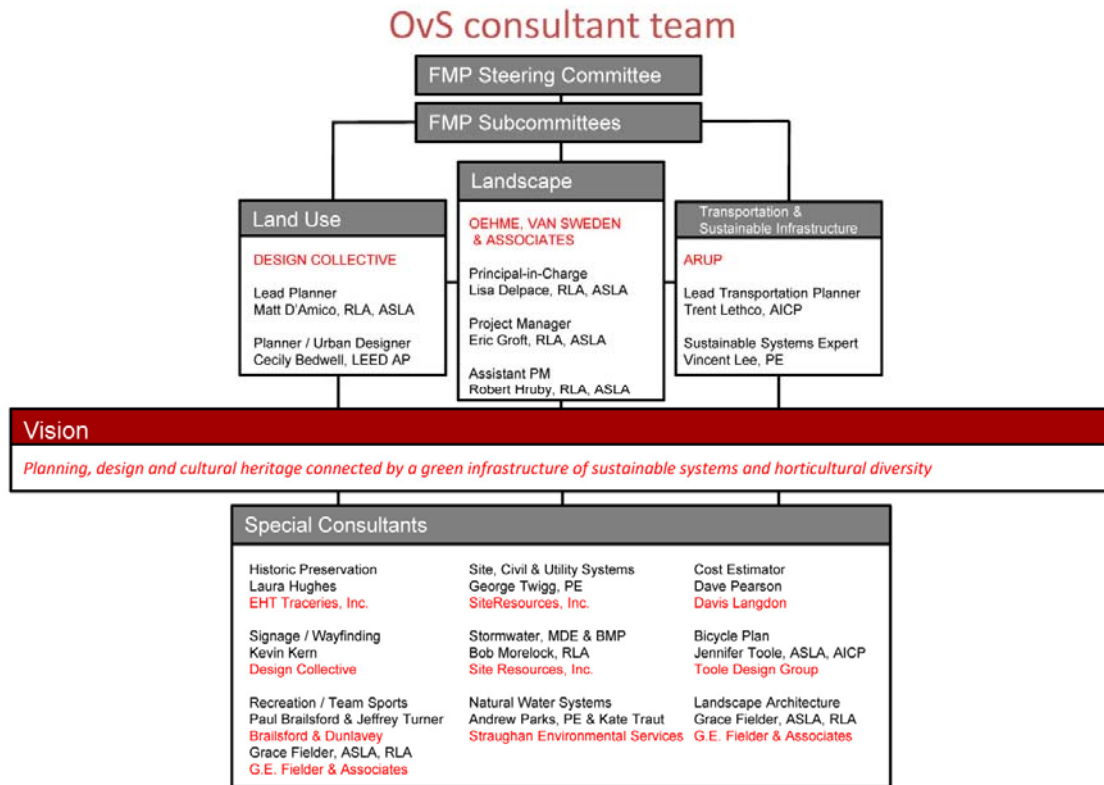 OvS consultant team
FMP Steering Committee
FMP Subcommittees
Landscape
OEHME, VAN SWEDEN
& ASSOCIATES
Principal-in-Charge
Lisa Delpace, RLA, ASLA
Project Manager
Eric Groft, RLA, ASLA
Assistant PM
Robert Hruby, RLA, ASLA
Land Use
DESIGN COLLECTIVE
Lead Planner
Matt D'Amico, RLA, ASLA
Planner / Urban Designer
Cecily Bedwell, LEED AP
Transportation &
Sustainable Infrastructure
ARUP
Lead Transportation Planner
Trent Lethco, AICP
Sustainable Systems Expert
Vincent Lee, PE
Vision
Planning, design and cultural heritage connected by a green infrastructure of sustainable systems and horticultural diversity
Special Consultants
Historic Preservation
Laura Hughes
EHT Traceries, Inc.
Signage / Wayfinding
Kevin Kern
Design Collective
Recreation / Team Sports
Paul Brailsford & Jeffrey Turner
Brailsford & Dunlavey
Grace Fielder, ASLA, RLA
G.E. Fielder & Associates
Site, Civil & Utility Systems
George Twigg, PE
SiteResources, Inc.
Stormwater, MDE & BMP
Bob Morelock, RLA
Site Resources, Inc.
Natural Water Systems
Andrew Parks, PE & Kate Traut
Straughan Environmental Services
Cost Estimator
Dave Pearson
Davis Langdon
Bicycle Plan
Jennifer Toole, ASLA, AICP
Toole Design Group
Landscape Architecture
Grace Fielder, ASLA, RLA
G.E. Fielder & Associates